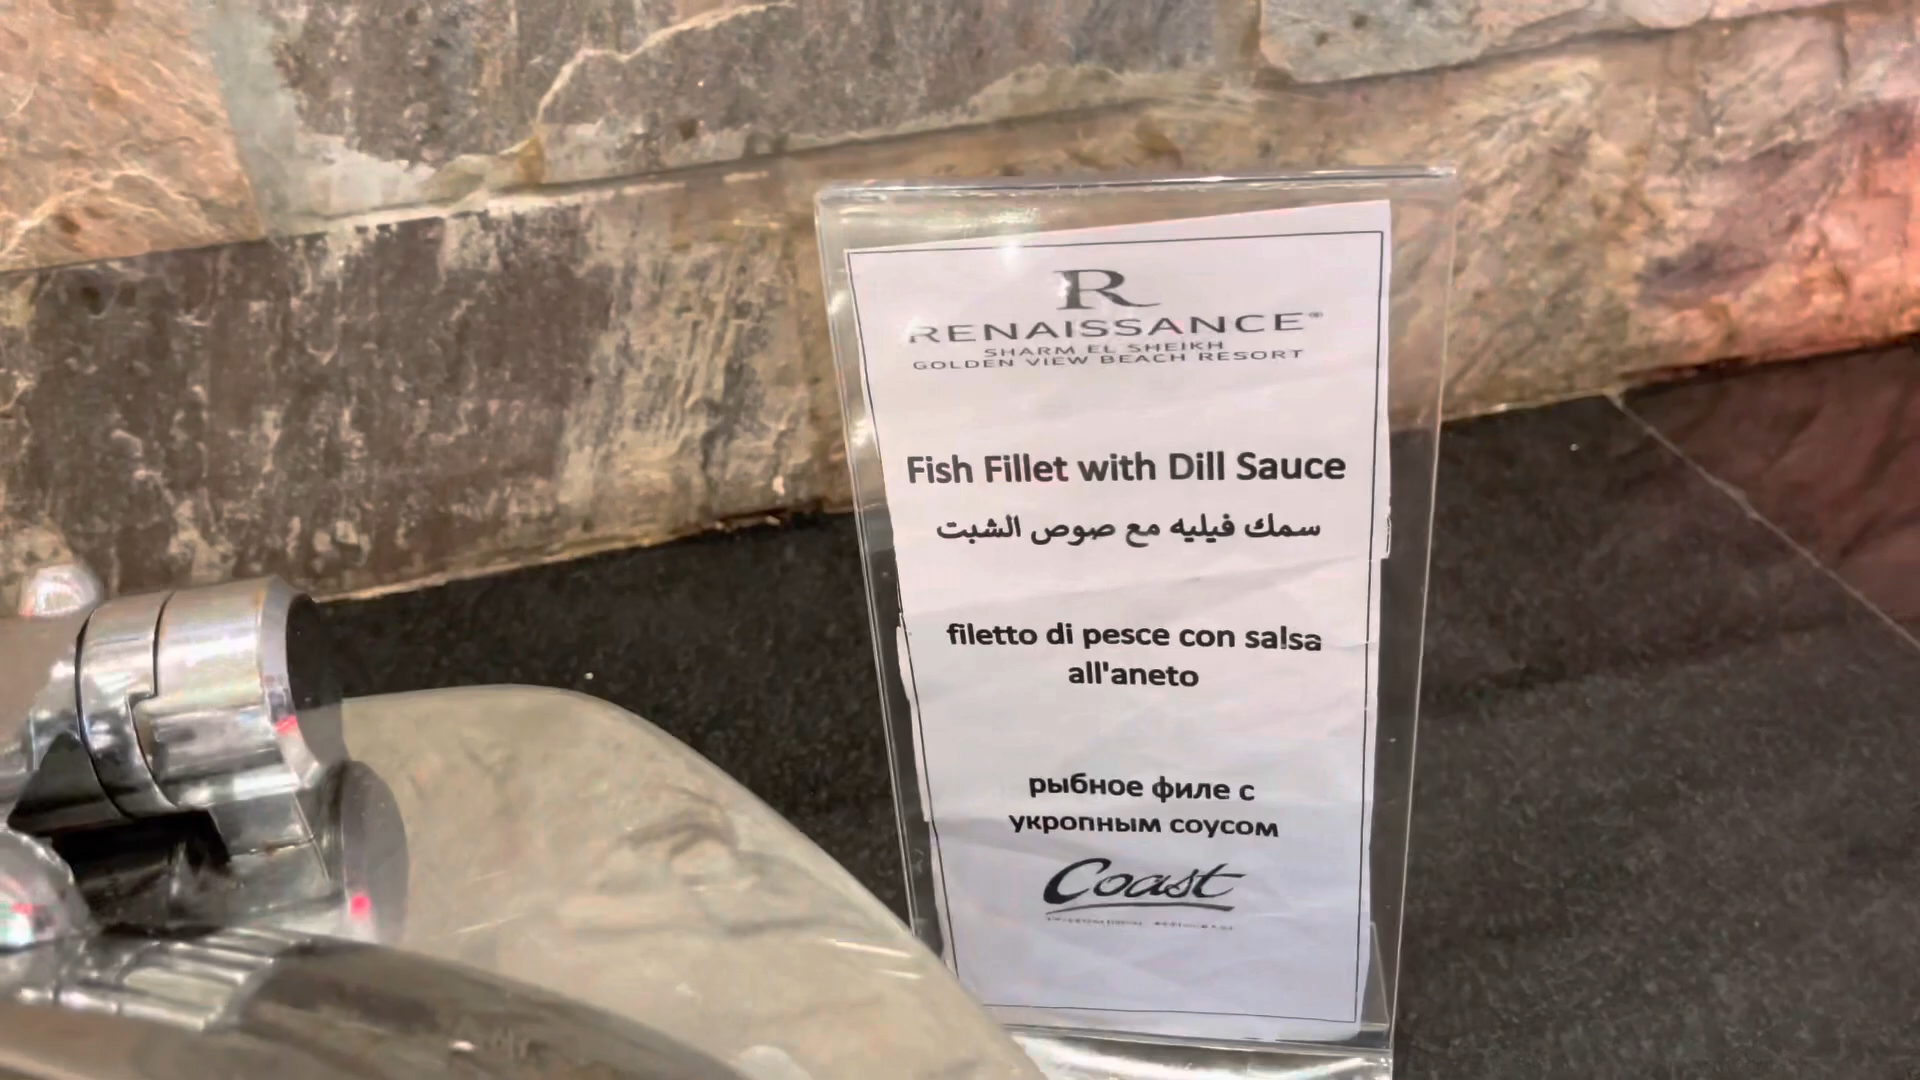 R
RENAISSANCE®
SHARM EL SHEIKH
GOLDEN VIEW BEACH RESORT
Fish Fillet with Dill Sauce
سمك فيليه مع صوص الشبت
filetto di pesce con salsa
all'aneto
рыбное филе с
укропным соусом
Coast